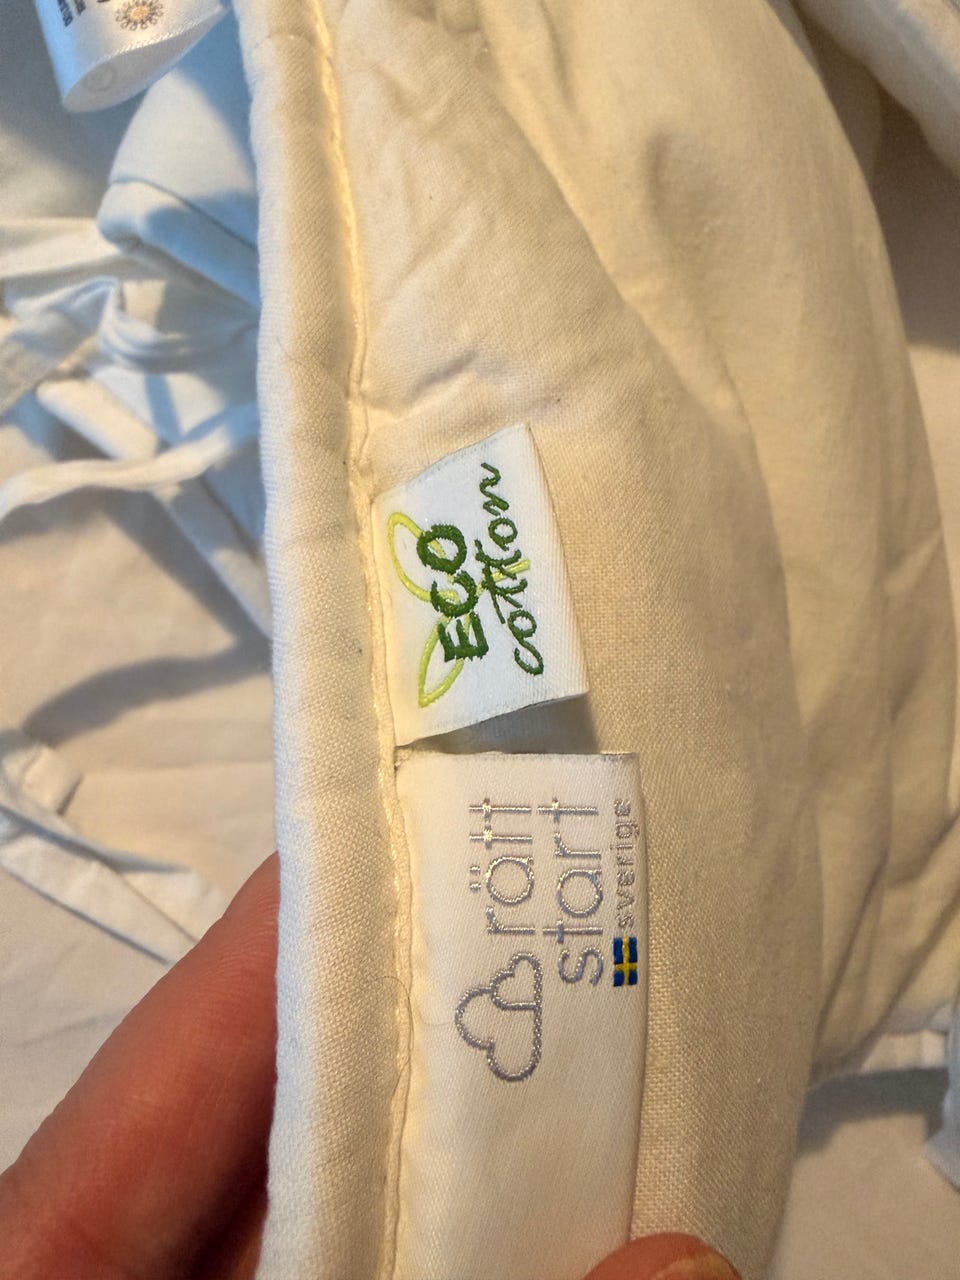 ECO
cotton
rätt
start
sverige